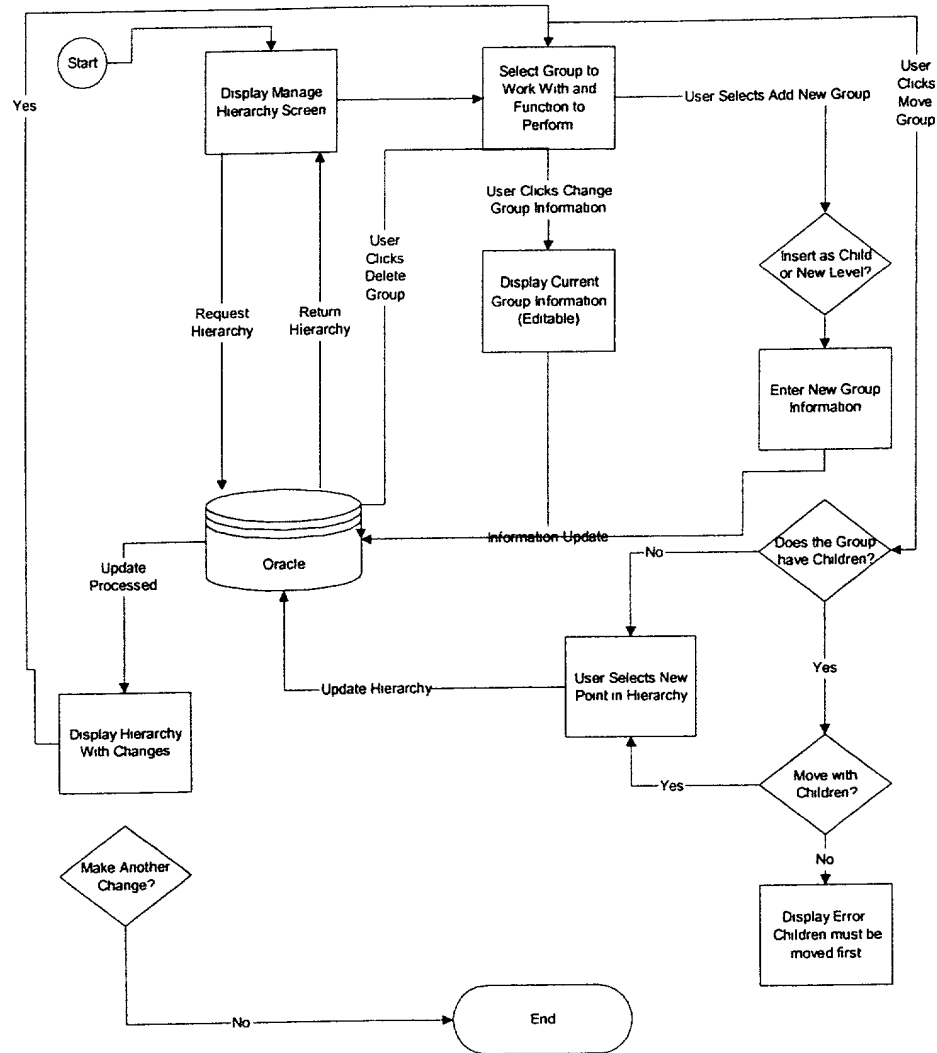 Start
Yes
Display Manage
Hierarchy Screen
Select Group to
Work With and
Function to
Perform
User Selects Add New Group
User
Clicks
Move
Group
User Clicks Change
Group Information
User
Clicks
Delete
Group
Insert as Child
or New Level?
Display Current
Group Information
(Editable)
Request
Hierarchy
Return
Hierarchy
Enter New Group
Information
Oracle
Information Update
Does the Group
have Children?
No
Update
Processed
Yes
User Selects New
Point in Hierarchy
Update Hierarchy
Display Hierarchy
With Changes
Move with
Children?
Yes
No
Make Another
Change?
Display Error
Children must be
moved first
No
End